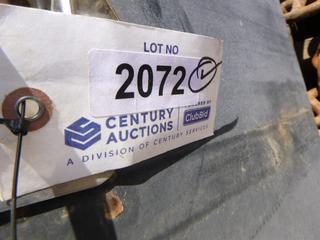 LOT NO
2072
CENTURY
AUCTIONS
ClubBid
A DIVISION OF CENTURY SERVICES